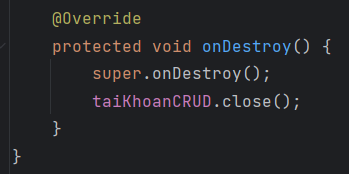 @Override
protected void onDestroy() {
super.onDestroy();
taiKhoanCRUD.close();
}
}